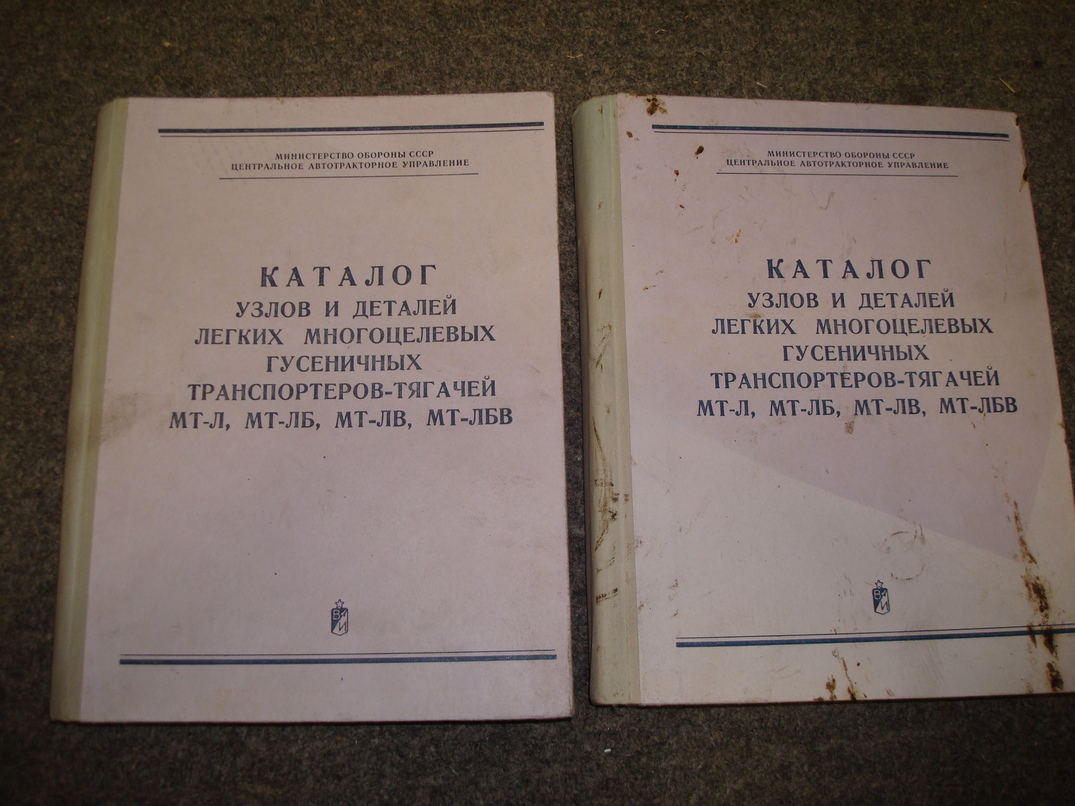 МИНИСТЕРСТВО ОБОРОНЫ СССР
ЦЕНТРАЛЬНОЕ АВТОТРАКТОРНОЕ УПРАВЛЕНИЕ
КАТАЛОГ
УЗЛОВ И ДЕТАЛЕЙ
ЛЕГКИХ МНОГОЦЕЛЕВЫХ
ГУСЕНИЧНЫХ
ТРАНСПОРТЕРОВ-ТЯГАЧЕЙ
МТ-Л, МТ-ЛБ, МТ-ЛВ, МТ-ЛБВ
МИНИСТЕРСТВО ОБОРОНЫ СССР
ЦЕНТРАЛЬНОЕ АВТОТРАКТОРНОЕ УПРАВЛЕНИЕ
КАТАЛОГ
УЗЛОВ И ДЕТАЛЕЙ
ЛЕГКИХ МНОГОЦЕЛЕВЫХ
ГУСЕНИЧНЫХ
ТРАНСПОРТЕРОВ-ТЯГАЧЕЙ
МТ-Л, МТ-ЛБ, МТ-ЛВ, МТ-ЛБВ